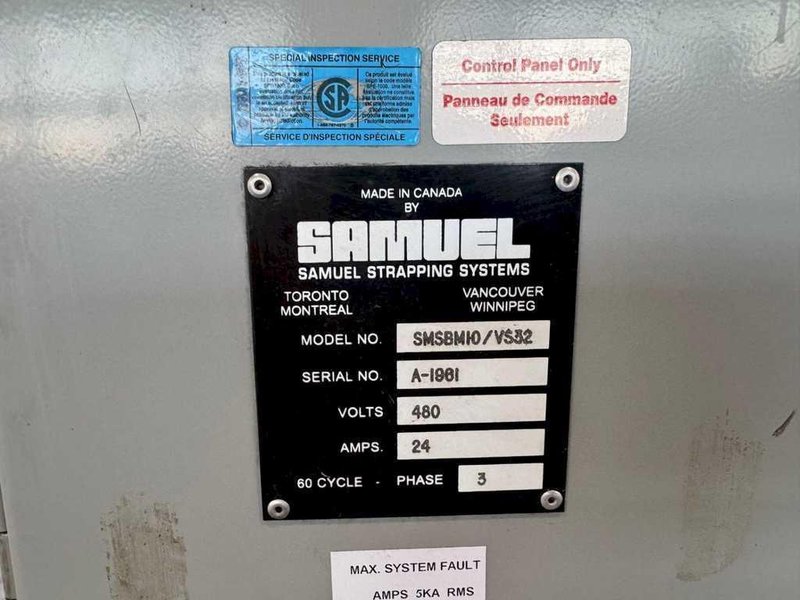 SPECIAL INSPECTION SERVICE
CSA
SERVICE D'INSPECTION SPÉCIALE
Control Panel Only
Panneau de Commande
Seulement
MADE IN CANADA
BY
SAMUEL
SAMUEL STRAPPING SYSTEMS
TORONTO VANCOUVER
MONTREAL WINNIPEG
MODEL NO. SMSBM10/VS32
SERIAL NO. A-1961
VOLTS 480
AMPS. 24
60 CYCLE - PHASE 3
MAX. SYSTEM FAULT
AMPS 5KA RMS